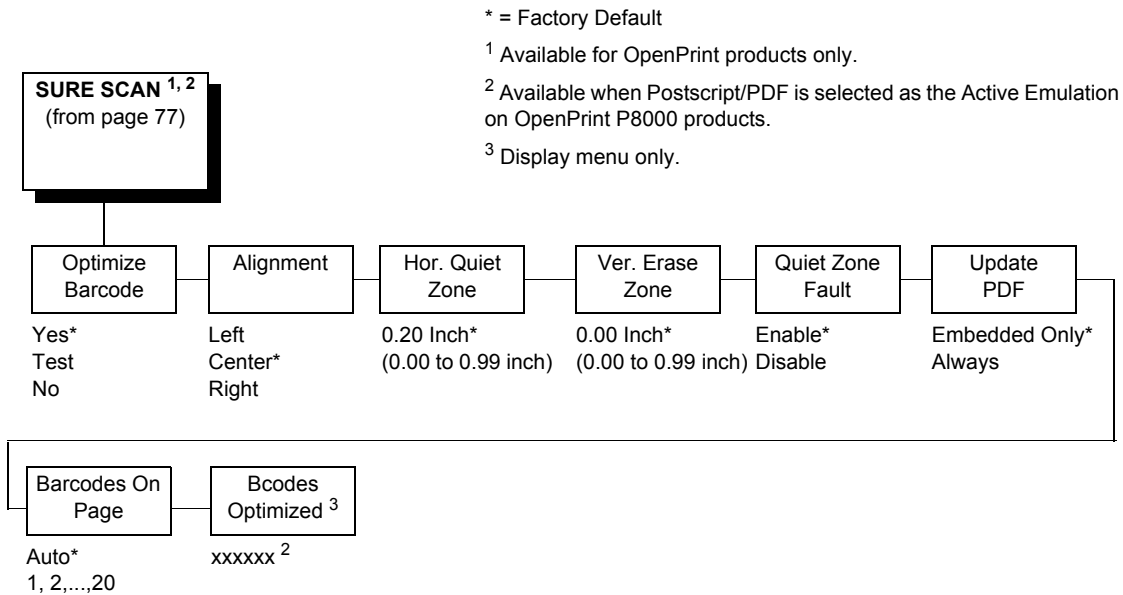 * = Factory Default
1 Available for OpenPrint products only.
2 Available when Postscript/PDF is selected as the Active Emulation
on OpenPrint P8000 products.
3 Display menu only.
SURE SCAN 1, 2
(from page 77)
Optimize
Barcode
Yes*
Test
No
Alignment
Left
Center*
Right
Hor. Quiet
Zone
0.20 Inch*
(0.00 to 0.99 inch)
Ver. Erase
Zone
0.00 Inch*
(0.00 to 0.99 inch)
Quiet Zone
Fault
Enable*
Disable
Update
PDF
Embedded Only*
Always
Barcodes On
Page
Auto*
1, 2,...,20
Bcodes
Optimized 3
xxxxxx 2